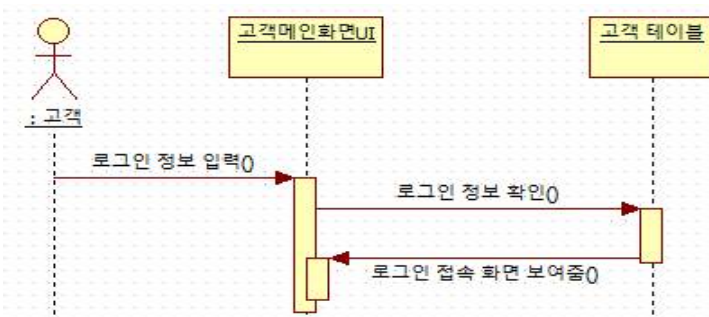 고객메인화면UI
고객 테이블
: 고객
로그인 정보 입력()
로그인 정보 확인()
로그인 접속 화면 보여줌()